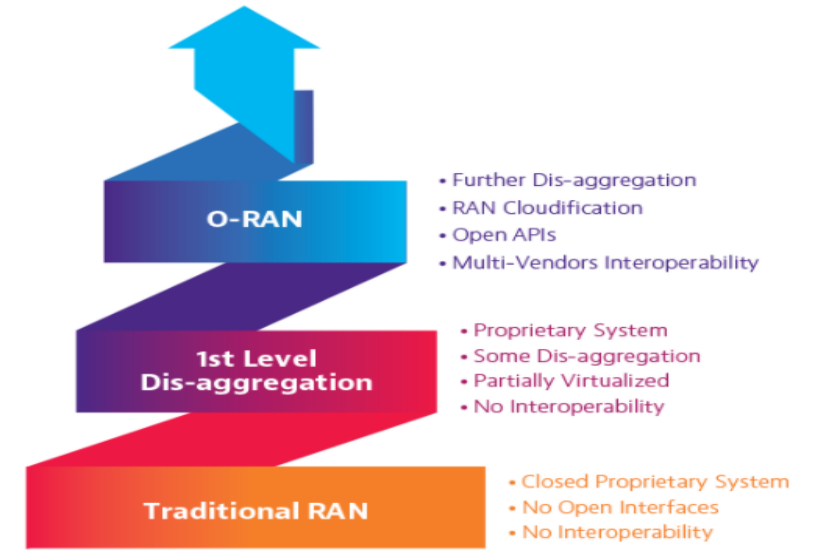 O-RAN
• Further Dis-aggregation
• RAN Cloudification
• Open APIs
• Multi-Vendors Interoperability
1st Level
Dis-aggregation
• Proprietary System
• Some Dis-aggregation
• Partially Virtualized
• No Interoperability
Traditional RAN
• Closed Proprietary System
• No Open Interfaces
• No Interoperability